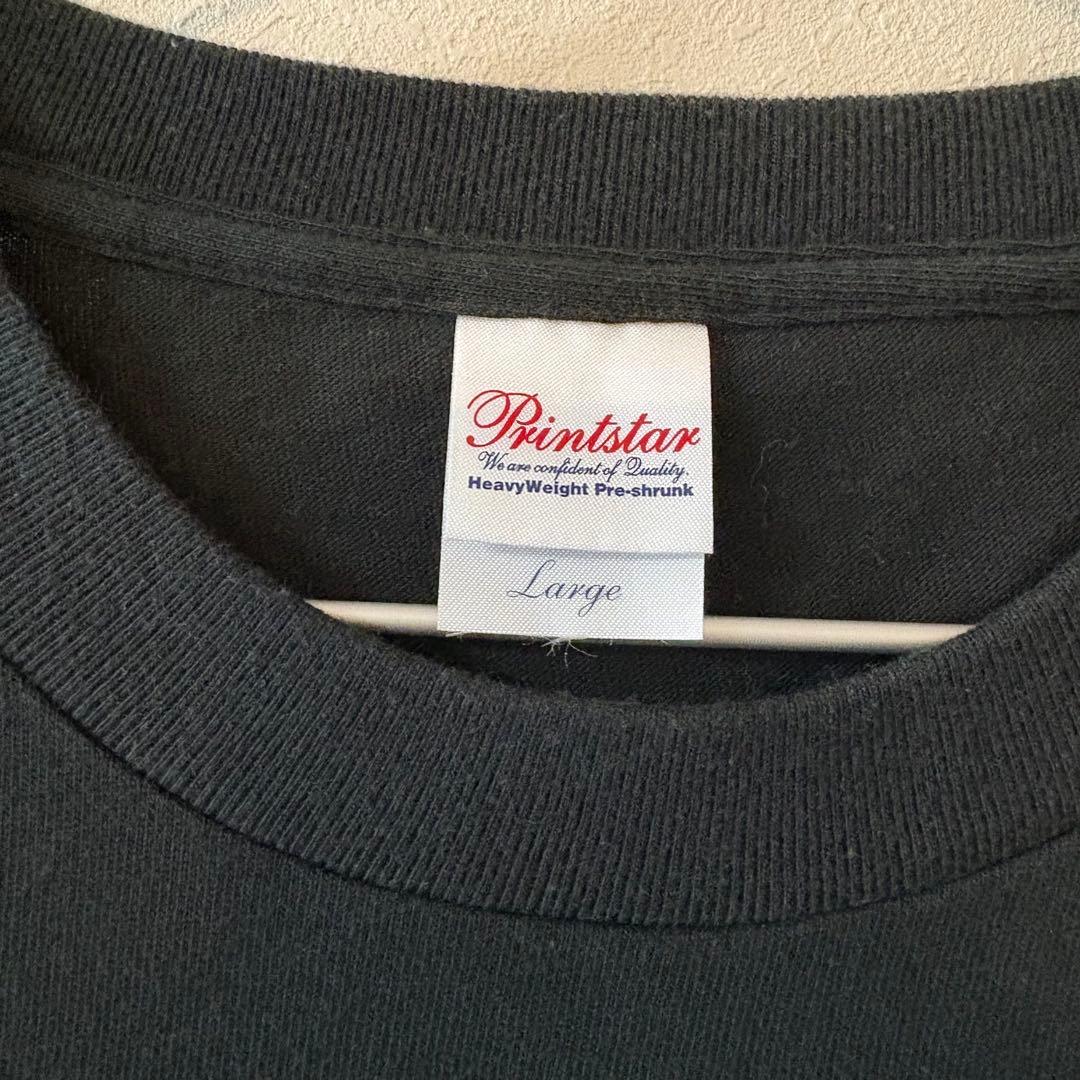 Printstar
We are confident of Quality.
HeavyWeight Pre-shrunk
Large